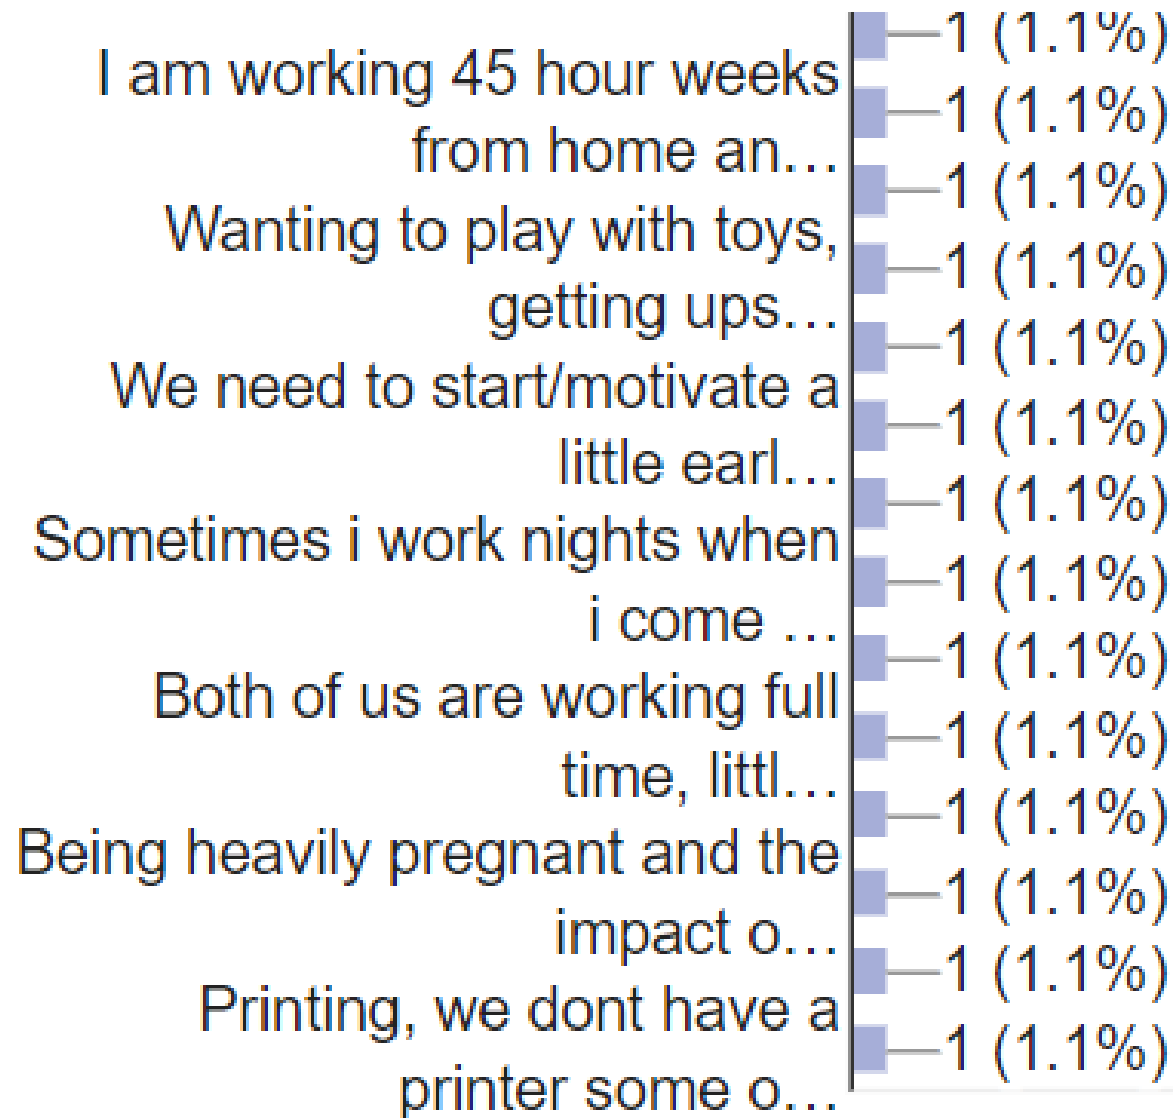 1 (1.1%)
I am working 45 hour weeks
from home an…
1 (1.1%)
1 (1.1%)
Wanting to play with toys,
getting ups…
1 (1.1%)
1 (1.1%)
We need to start/motivate a
little earl…
1 (1.1%)
1 (1.1%)
Sometimes i work nights when
i come …
1 (1.1%)
1 (1.1%)
Both of us are working full
time, littl…
1 (1.1%)
1 (1.1%)
Being heavily pregnant and the
impact o…
1 (1.1%)
1 (1.1%)
Printing, we dont have a
printer some o…
1 (1.1%)